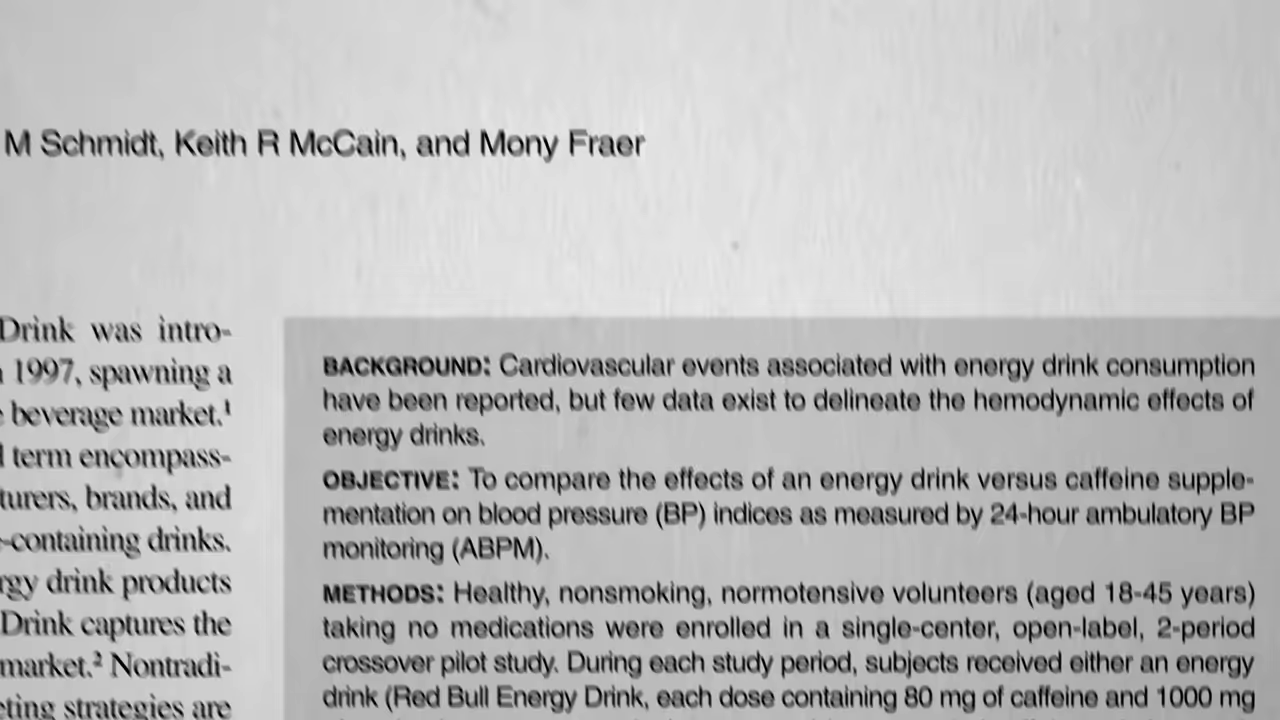 M Schmidt, Keith R McCain, and Mony Fraer
Drink was intro-
1997, spawning a
beverage market.¹
term encompass-
turers, brands, and
-containing drinks.
rgy drink products
Drink captures the
market.² Nontradi-
eting strategies are
BACKGROUND: Cardiovascular events associated with energy drink consumption
have been reported, but few data exist to delineate the hemodynamic effects of
energy drinks.
OBJECTIVE: To compare the effects of an energy drink versus caffeine supple-
mentation on blood pressure (BP) indices as measured by 24-hour ambulatory BP
monitoring (ABPM).
METHODS: Healthy, nonsmoking, normotensive volunteers (aged 18-45 years)
taking no medications were enrolled in a single-center, open-label, 2-period
crossover pilot study. During each study period, subjects received either an energy
drink (Red Bull Energy Drink, each dose containing 80 mg of caffeine and 1000 mg